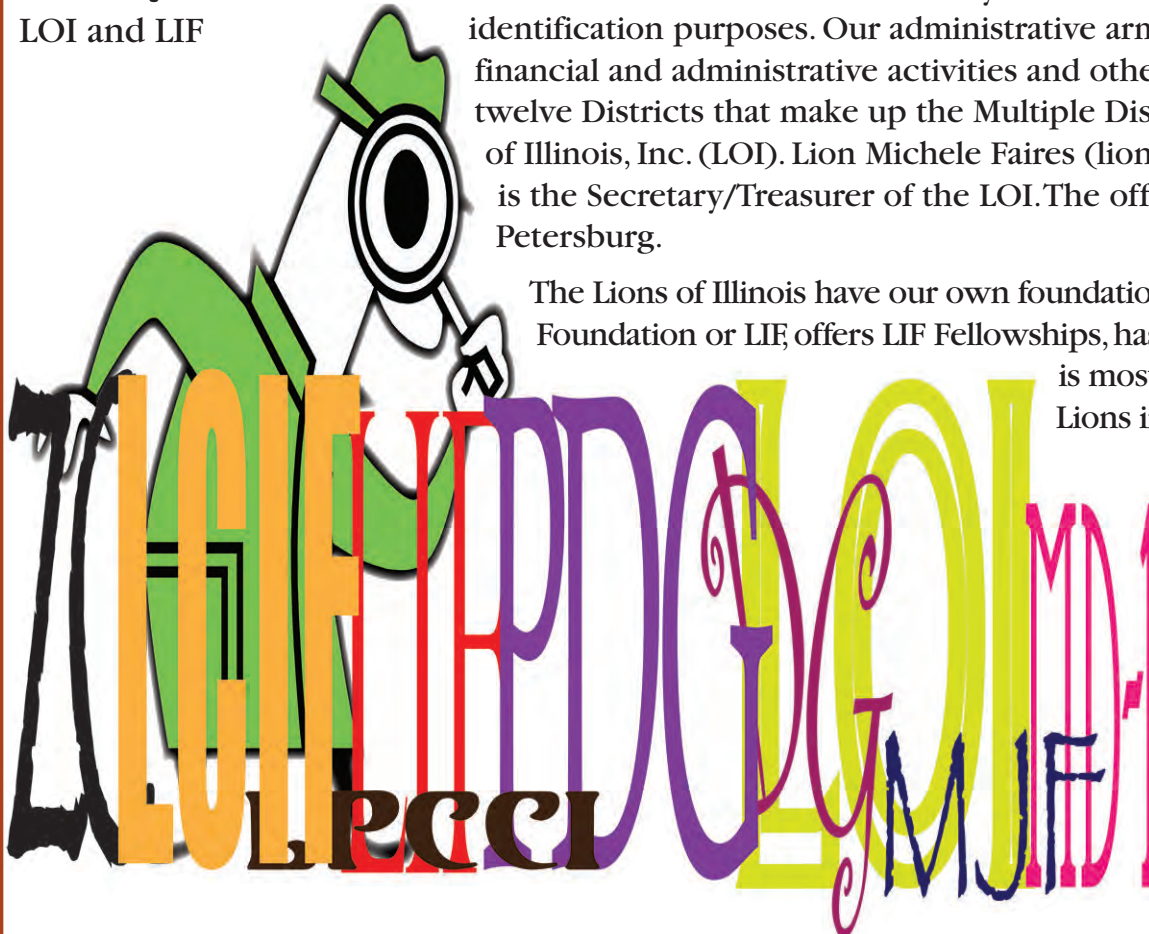 LOI and LIF
identification purposes. Our administrative arm
financial and administrative activities and othe
twelve Districts that make up the Multiple Dis
of Illinois, Inc. (LOI). Lion Michele Faires (lion
is the Secretary/Treasurer of the LOI. The off
Petersburg.
The Lions of Illinois have our own foundatio
Foundation or LIF, offers LIF Fellowships, has
is most
Lions i
ZC LCIF LIF PDG DG LOI MD-1
LPCCI MJF